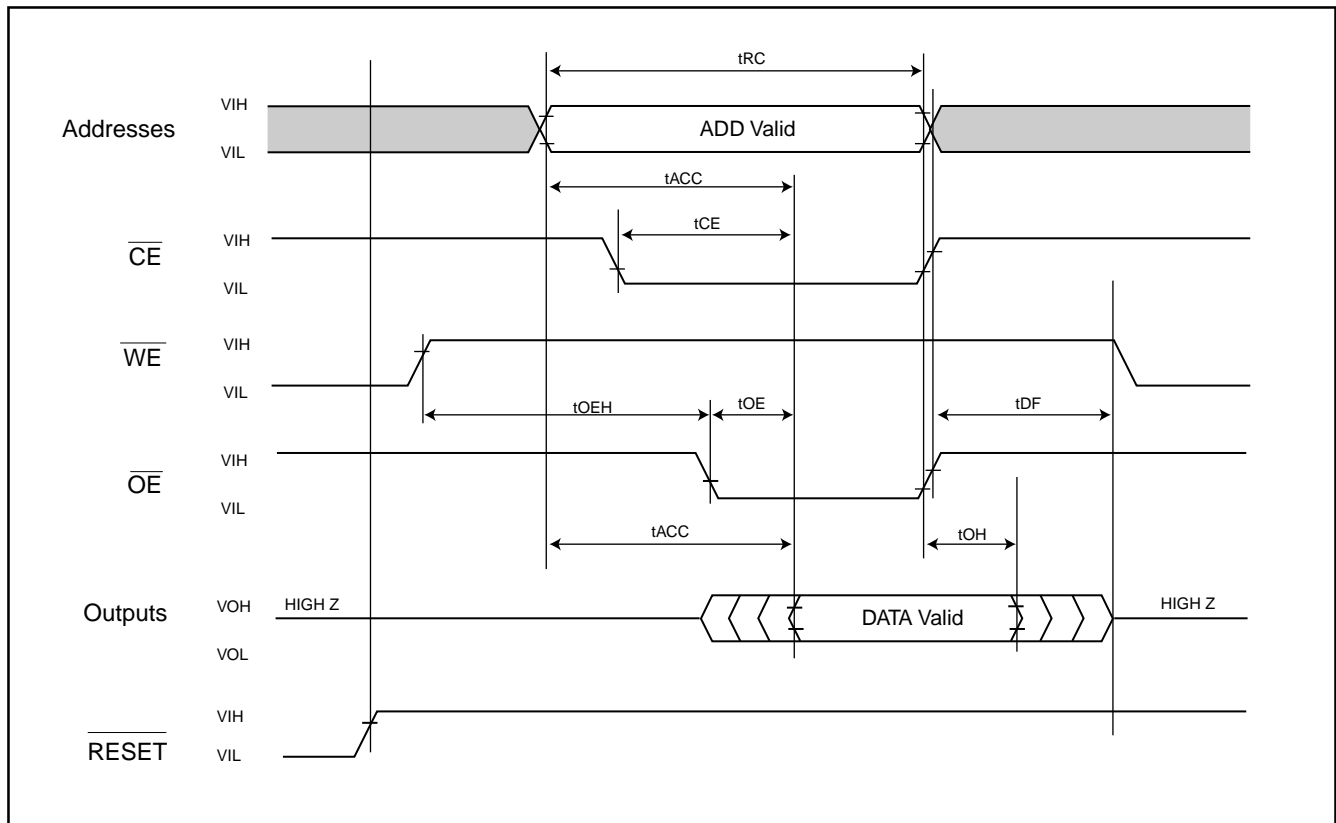 tRC
VIH
Addresses
ADD Valid
VIL
tACC
tCE
VIH
CE
VIL
VIH
WE
VIL
tOEH
tOE
tDF
VIH
OE
VIL
tACC
tOH
Outputs
VOH
HIGH Z
DATA Valid
HIGH Z
VOL
VIH
RESET
VIL